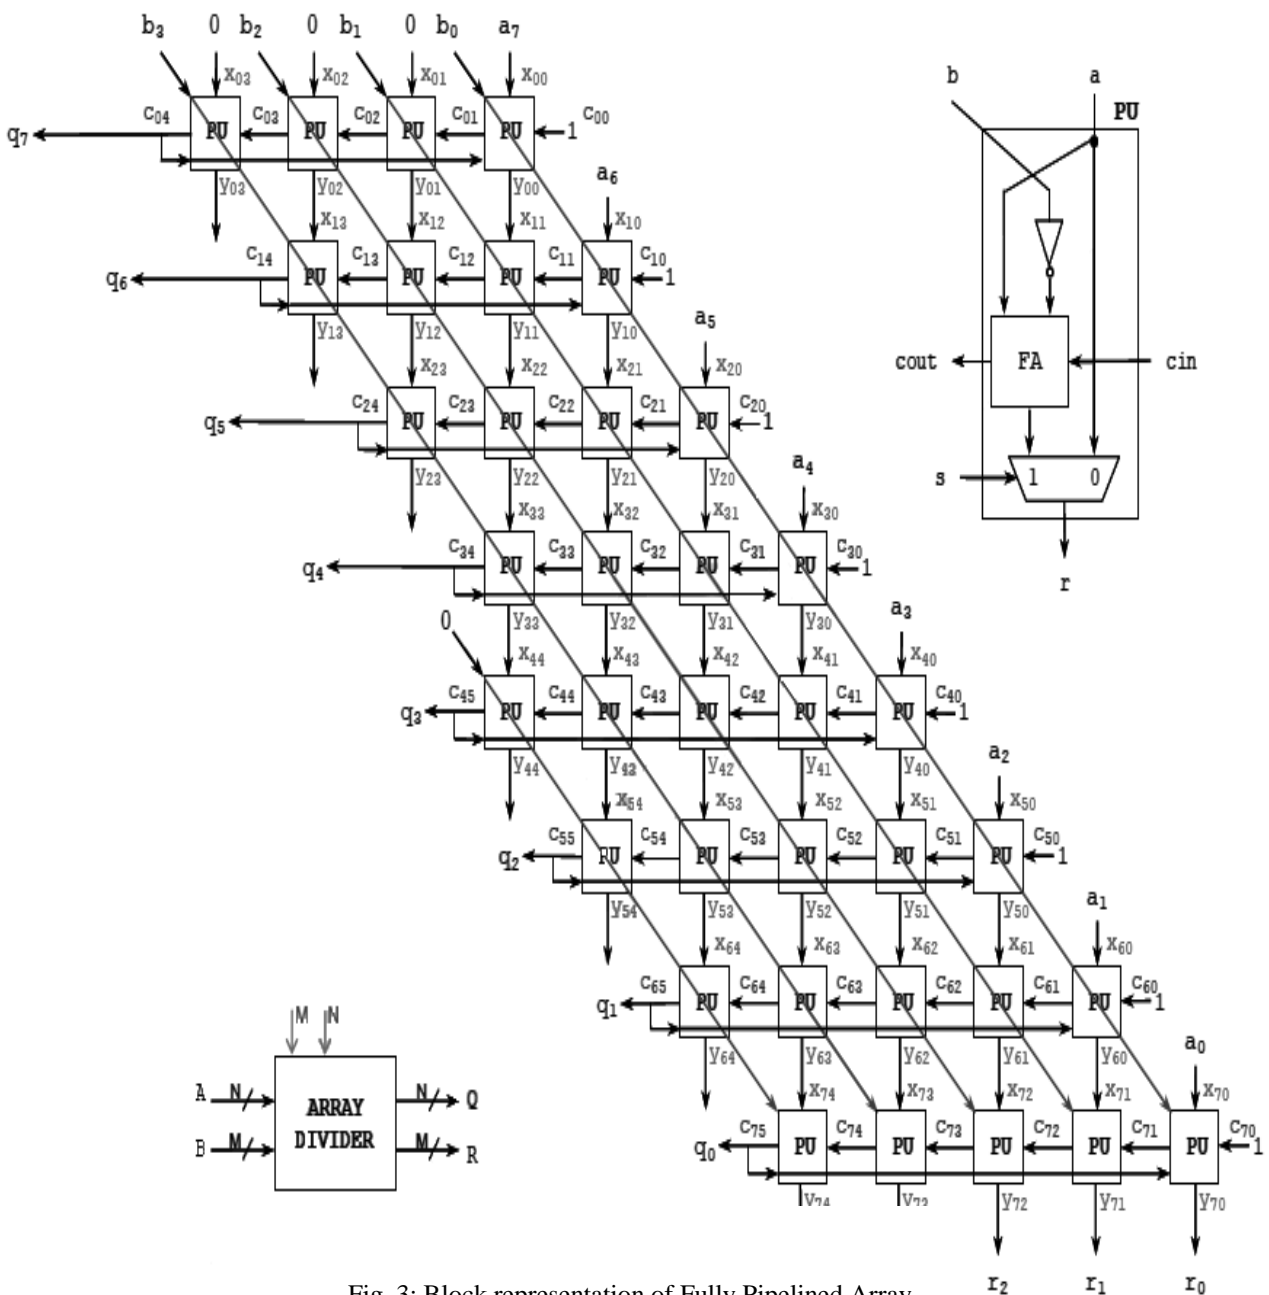 b3 0 b2 0 b1 0 b0 a7
x03 x02 x01 x00
q7 c04 PU c03 PU c02 PU c01 PU 1 c00
y03 y02 y01 y00
a6
x13 x12 x11 x10
q6 c14 PU c13 PU c12 PU c11 PU c10 1
y13 y12 y11 y10
a5
x23 x22 x21 x20
q5 c24 PU c23 PU c22 PU c21 PU c20 1
y23 y22 y21 y20
a4
x33 x32 x31 x30
q4 c34 PU c33 PU c32 PU c31 PU c30 1
y33 y32 y31 y30
0
a3
x44 x43 x42 x41 x40
q3 c45 PU c44 PU c43 PU c42 PU c41 PU c40 1
y44 y43 y42 y41 y40
a2
x54 x53 x52 x51 x50
q2 c55 PU c54 PU c53 PU c52 PU c51 PU c50 1
y54 y53 y52 y51 y50
a1
x64 x63 x62 x61 x60
q1 c65 PU c64 PU c63 PU c62 PU c61 PU c60 1
y64 y63 y62 y61 y60
a0
x74 x73 x72 x71 x70
q0 c75 PU c74 PU c73 PU c72 PU c71 PU c70 1
y74 y73 y72 y71 y70
r2 r1 r0
b a
PU
cout FA cin
s 1 0
r
M N
A N ARRAY N Q
B M DIVIDER M R
Fig. 3: Block representation of Fully Pipelined Array